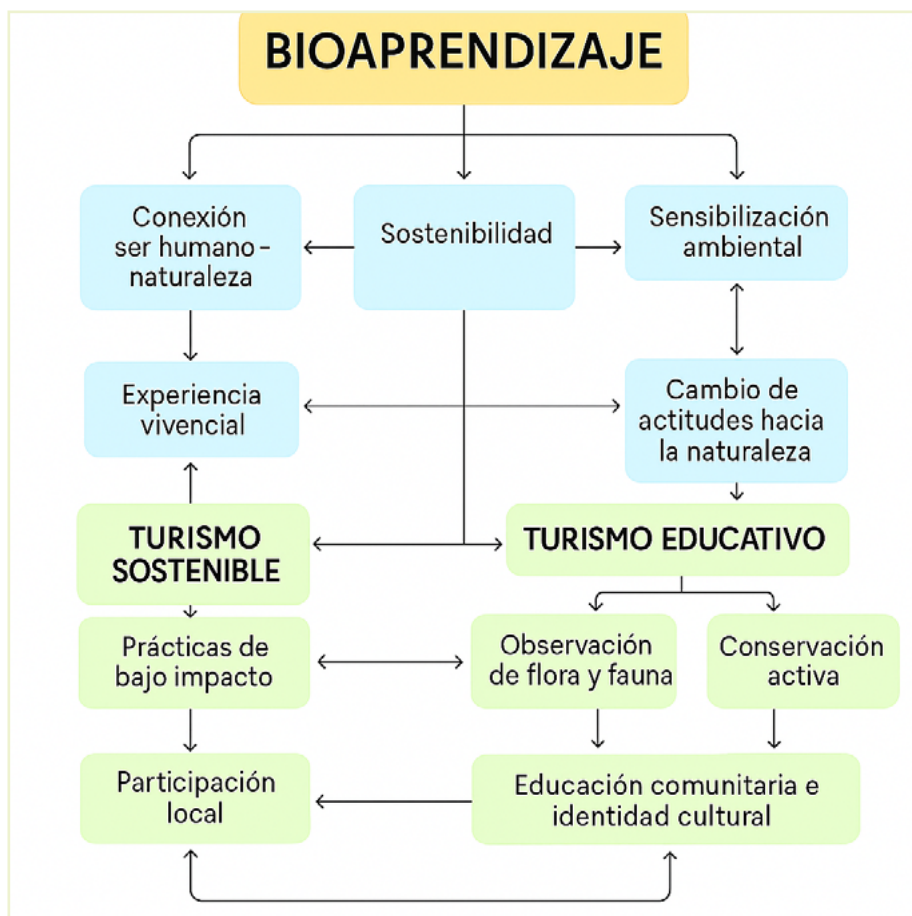 BIOAPRENDIZAJE
Conexión
ser humano –
naturaleza
Sostenibilidad
Sensibilización
ambiental
Experiencia
vivencial
Cambio de
actitudes hacia
la naturaleza
TURISMO
SOSTENIBLE
TURISMO EDUCATIVO
Prácticas de
bajo impacto
Observación
de flora y fauna
Conservación
activa
Participación
local
Educación comunitaria e
identidad cultural